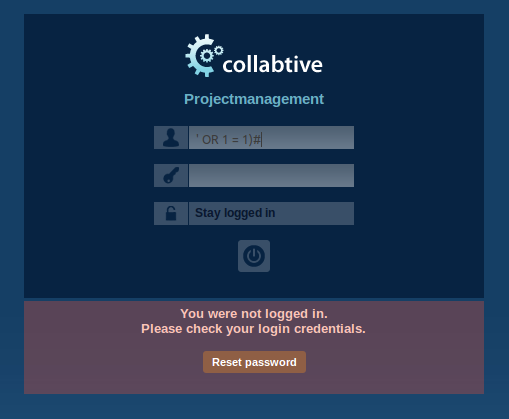 collabtive
Projectmanagement
' OR 1 = 1)#
Stay logged in
You were not logged in.
Please check your login credentials.
Reset password